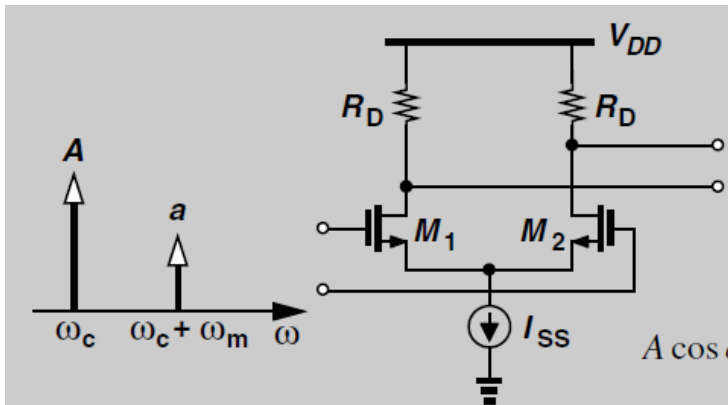 V_DD
R_D
R_D
A
a
M_1
M_2
I_SS
ω_c
ω_c + ω_m
ω
A cos